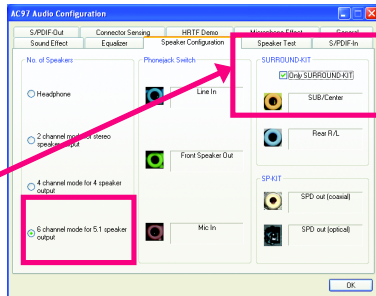 AC97 Audio Configuration
S/PDIF-Out Connector Sensing HRTF Demo Microphone Effect General
Sound Effect Equalizer Speaker Configuration Speaker Test S/PDIF-In
No. of Speakers
Phonejack Switch
SURROUND-KIT
Only SURROUND-KIT
Headphone
Line In
SUB/Center
2 channel mode for stereo
speaker output
Rear R/L
Front Speaker Out
4 channel mode for 4 speaker
output
SP-KIT
SPD out (coaxial)
6 channel mode for 5.1 speaker
output
Mic In
SPD out (optical)
OK